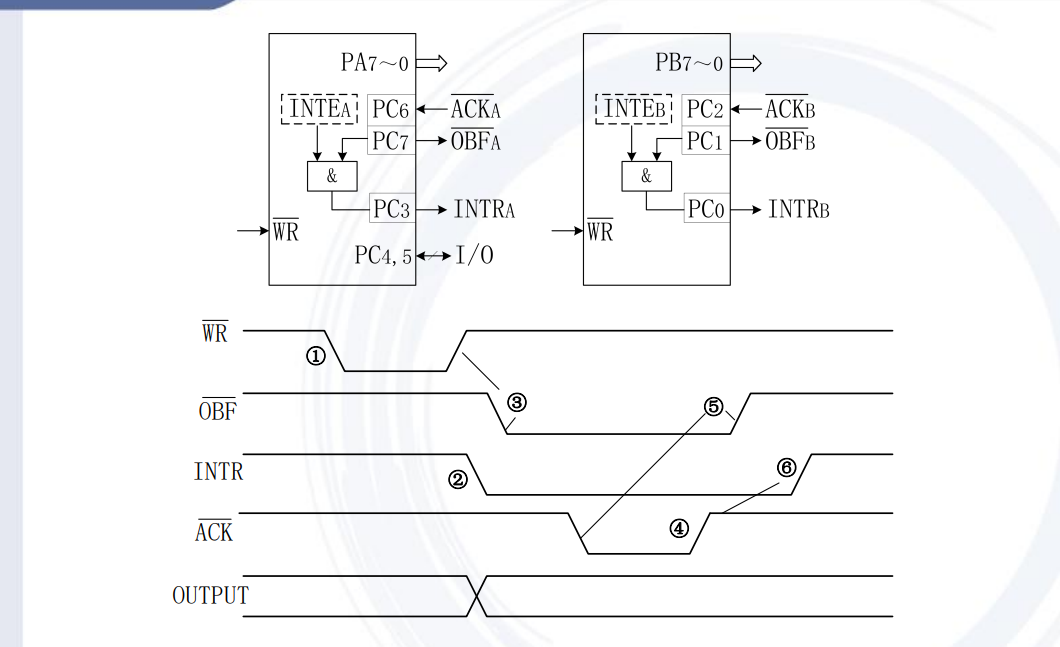 PA7～0
INTEA PC6 ACKA
PC7 OBFA
&
PC3 INTRA
WR
PC4,5 I/O
PB7～0
INTEB PC2 ACKB
PC1 OBFB
&
PC0 INTRB
WR
WR ①
OBF ③ ⑤
INTR ② ⑥
ACK ④
OUTPUT